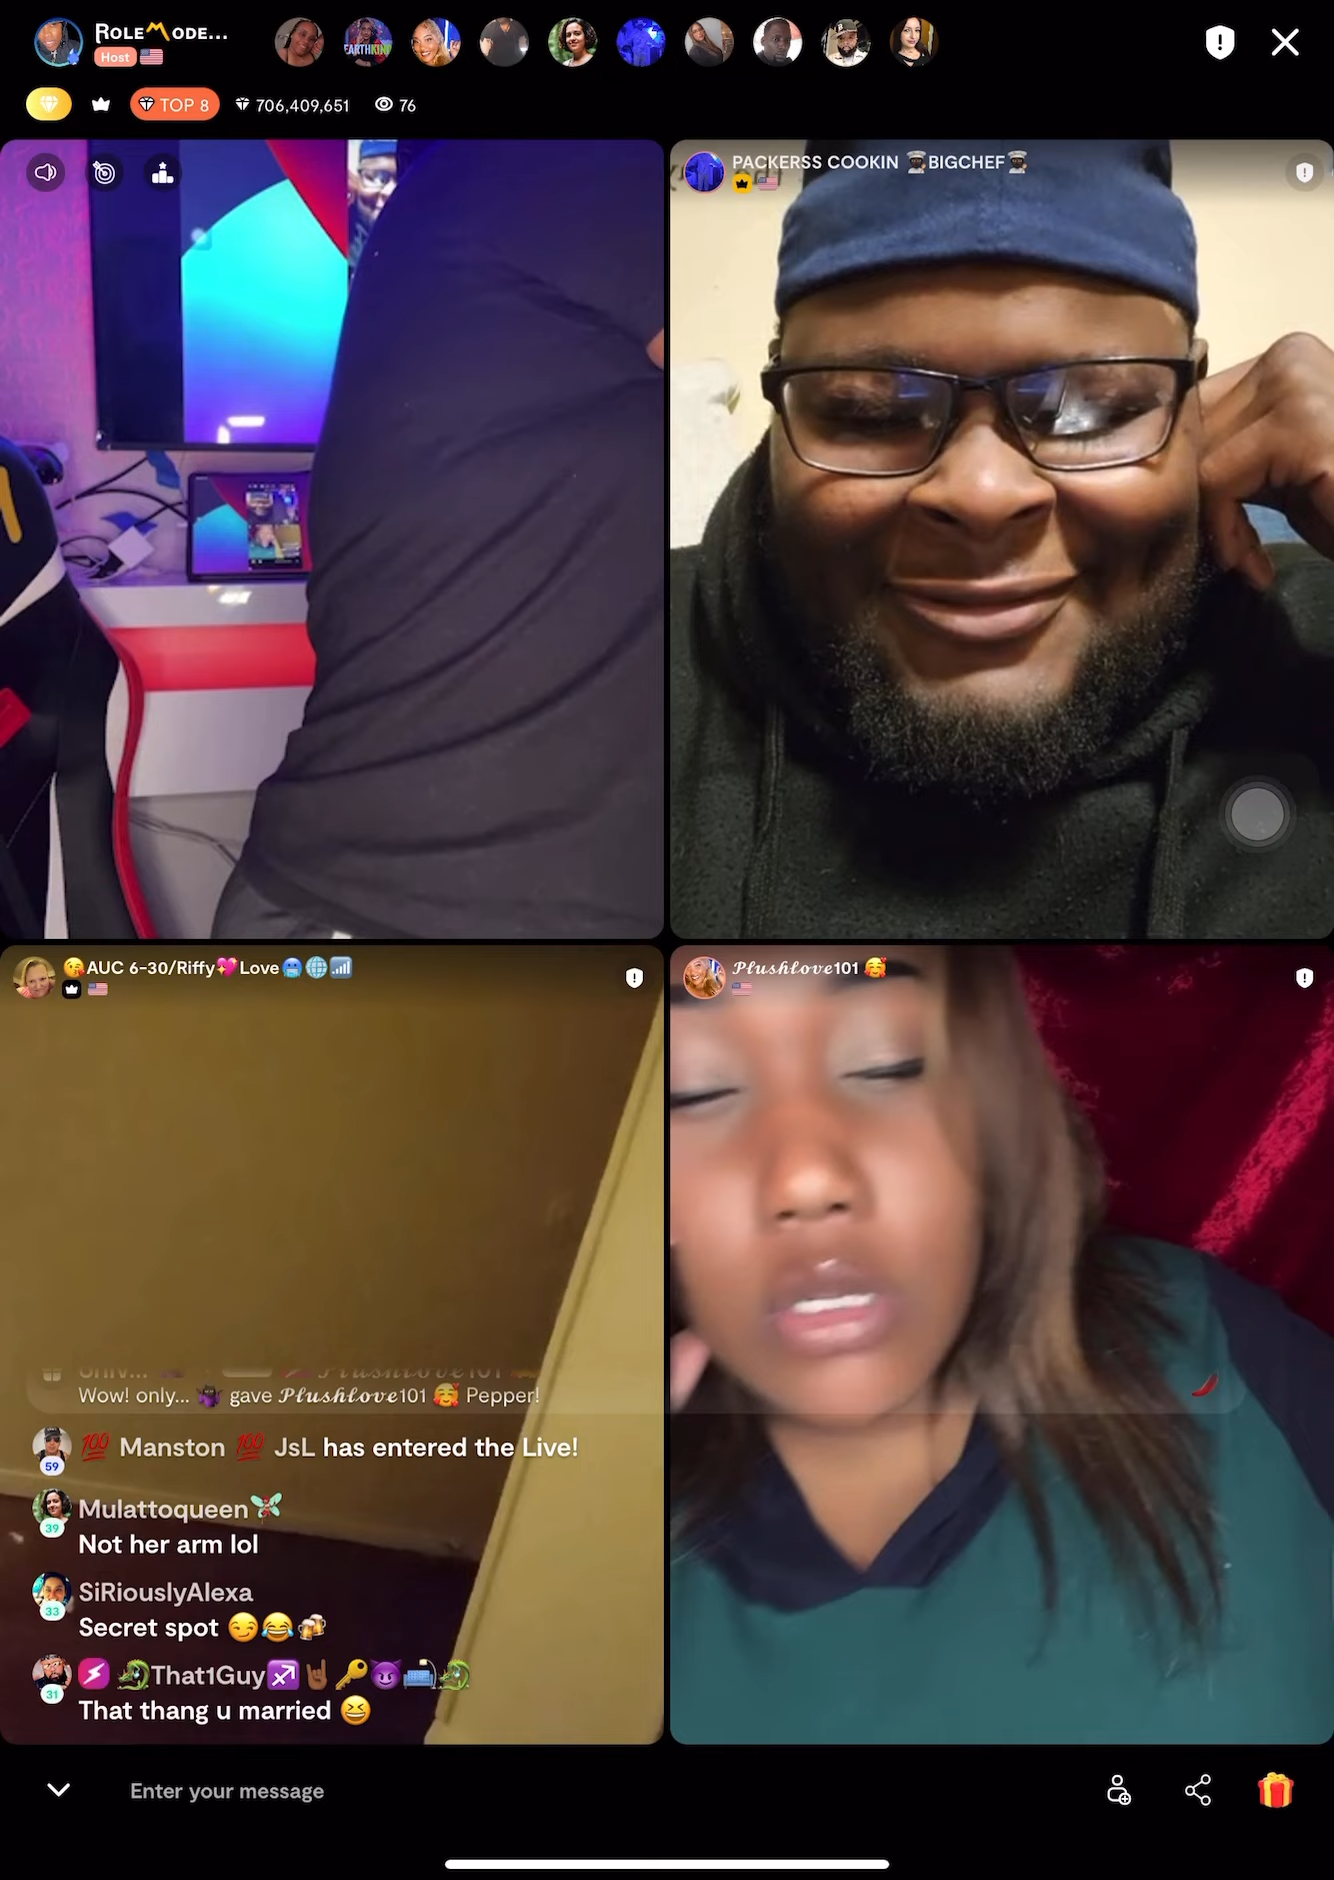 RoleMode...
Host
EARTHKIN
TOP 8
706,409,651
76
PACKERSS COOKIN 👨🏿‍🍳BIGCHEF👨🏿‍🍳
😘AUC 6-30/Riffy💖Love🥶🌐📶
𝓟𝓵𝓾𝓼𝓱𝓵𝓸𝓿𝓮101 🥰
Wow! only... gave 𝓟𝓵𝓾𝓼𝓱𝓵𝓸𝓿𝓮101 🥰 Pepper!
💯 Manston 💯 JsL has entered the Live!
59
Mulattoqueen🧚
39
Not her arm lol
SiRiouslyAlexa
33
Secret spot 😏😂🍻
⚡ 🐉That1Guy♐🤘🏾🔑😈🛋️🐉
31
That thang u married 😆
Enter your message